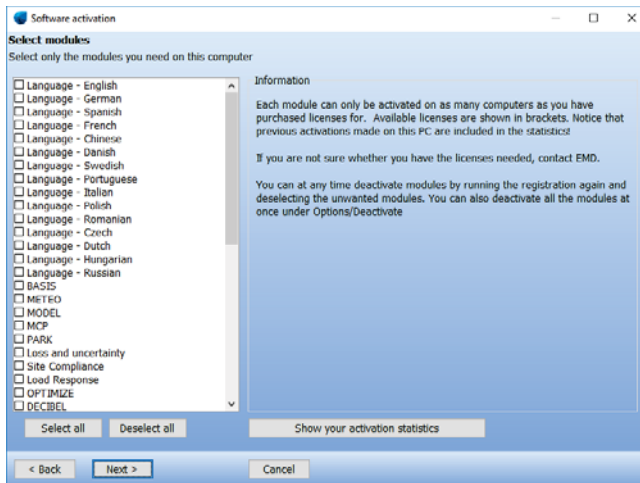 Software activation
Select modules
Select only the modules you need on this computer
Language - English
Language - German
Language - Spanish
Language - French
Language - Chinese
Language - Danish
Language - Swedish
Language - Portuguese
Language - Italian
Language - Polish
Language - Romanian
Language - Czech
Language - Dutch
Language - Hungarian
Language - Russian
BASIS
METEO
MODEL
MCP
PARK
Loss and uncertainty
Site Compliance
Load Response
OPTIMIZE
DECIBEL
Select all
Deselect all
Information
Each module can only be activated on as many computers as you have
purchased licenses for.  Available licenses are shown in brackets. Notice that
previous activations made on this PC are included in the statistics!
If you are not sure whether you have the licenses needed, contact EMD.
You can at any time deactivate modules by running the registration again and
deselecting the unwanted modules. You can also deactivate all the modules at
once under Options/Deactivate
Show your activation statistics
< Back
Next >
Cancel